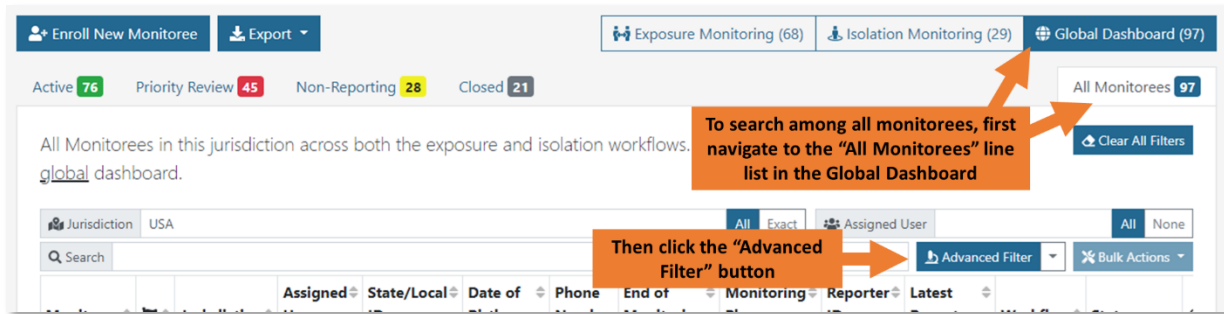 Enroll New Monitoree Export Exposure Monitoring (68) Isolation Monitoring (29) Global Dashboard (97)
Active 76 Priority Review 45 Non-Reporting 28 Closed 21 All Monitorees 97
To search among all monitorees, first
navigate to the “All Monitorees” line
list in the Global Dashboard
All Monitorees in this jurisdiction across both the exposure and isolation workflows.
global dashboard.
Clear All Filters
Jurisdiction USA All Exact Assigned User All None
Then click the “Advanced
Filter” button
Search Advanced Filter Bulk Actions
Assigned State/Local Date of Phone End of Monitoring Reporter Latest